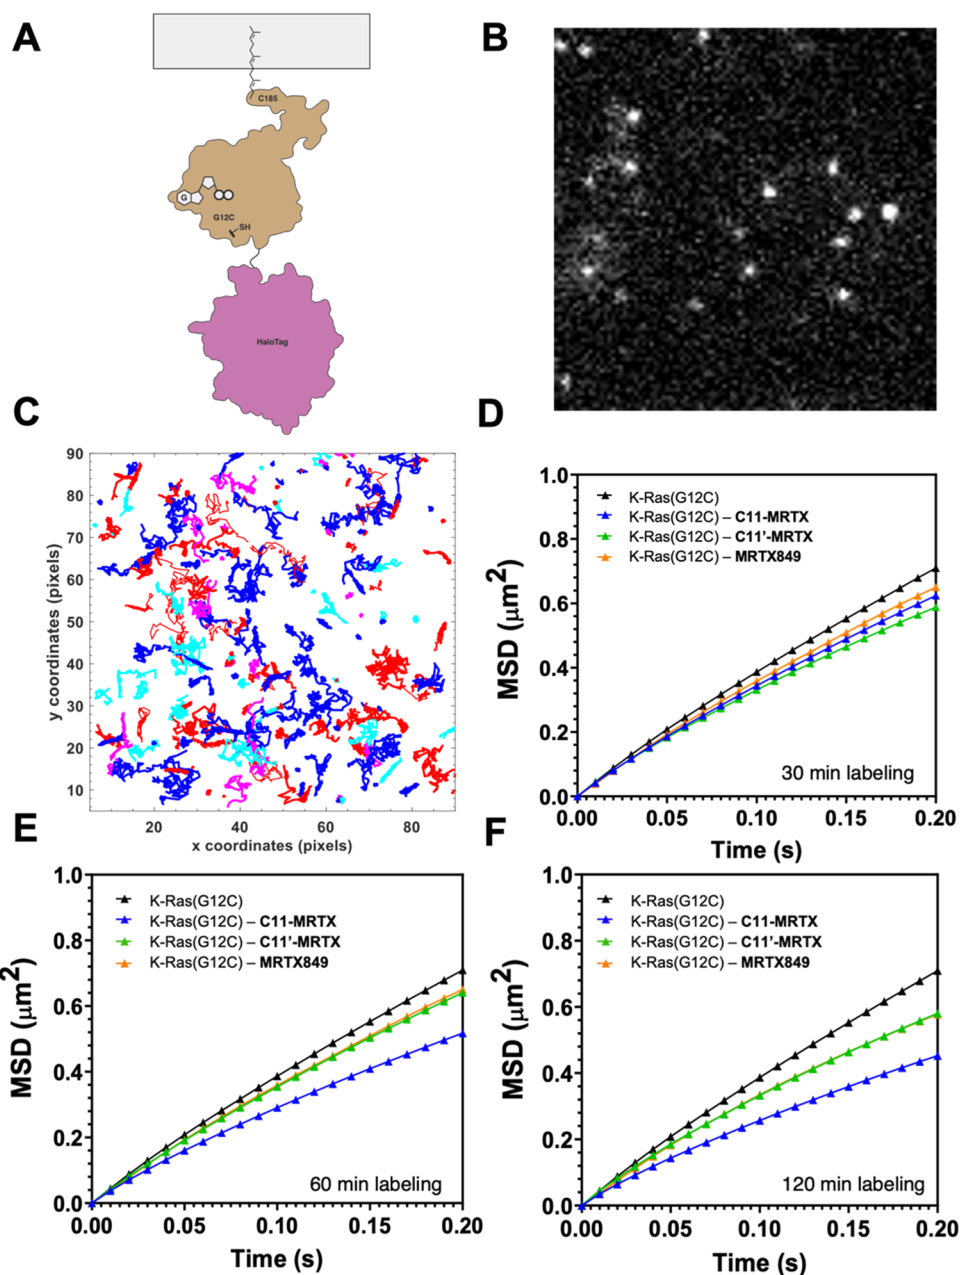 A
C185
G
G12C
SH
HaloTag
B
C
90
80
70
60
50
40
30
20
10
20
40
60
80
y coordinates (pixels)
x coordinates (pixels)
D
1.0
0.8
0.6
0.4
0.2
0.0
0.00
0.05
0.10
0.15
0.20
MSD (μm²)
Time (s)
K-Ras(G12C)
K-Ras(G12C) – C11-MRTX
K-Ras(G12C) – C11'-MRTX
K-Ras(G12C) – MRTX849
30 min labeling
E
1.0
0.8
0.6
0.4
0.2
0.0
0.00
0.05
0.10
0.15
0.20
MSD (μm²)
Time (s)
K-Ras(G12C)
K-Ras(G12C) – C11-MRTX
K-Ras(G12C) – C11'-MRTX
K-Ras(G12C) – MRTX849
60 min labeling
F
1.0
0.8
0.6
0.4
0.2
0.0
0.00
0.05
0.10
0.15
0.20
MSD (μm²)
Time (s)
K-Ras(G12C)
K-Ras(G12C) – C11-MRTX
K-Ras(G12C) – C11'-MRTX
K-Ras(G12C) – MRTX849
120 min labeling